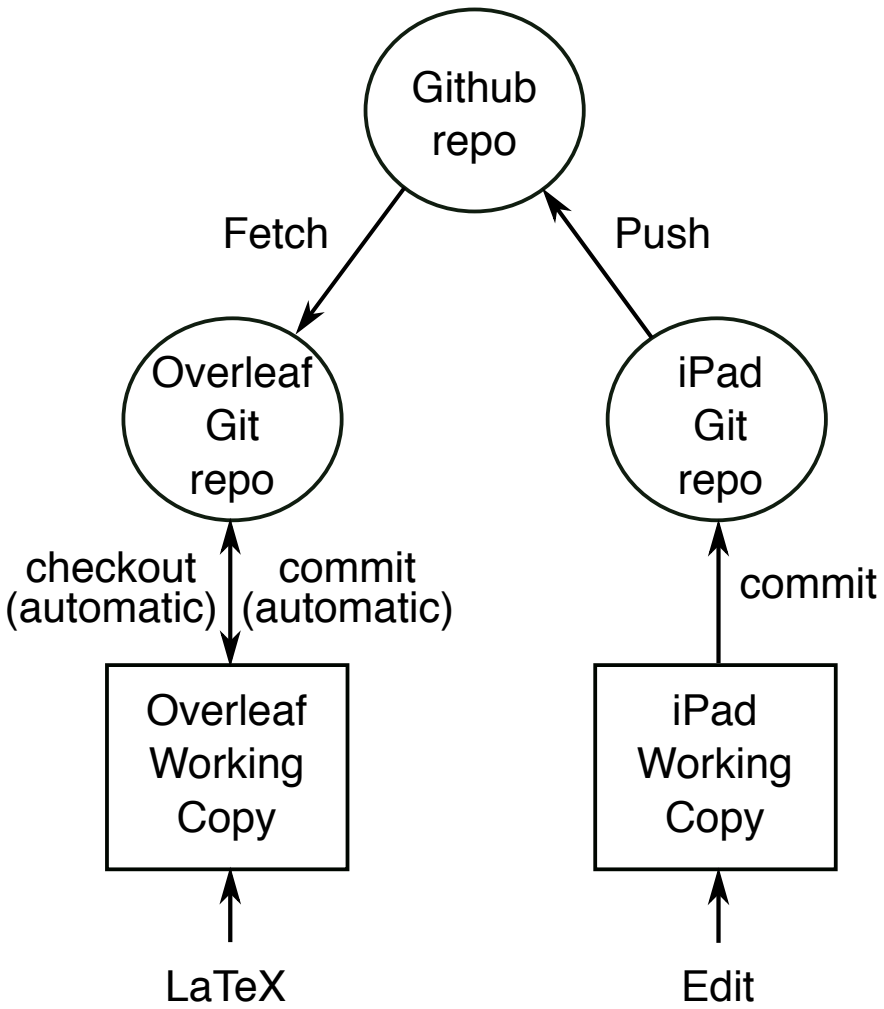 Github
repo
Fetch
Push
Overleaf
Git
repo
iPad
Git
repo
checkout
(automatic)
commit
(automatic)
commit
Overleaf
Working
Copy
iPad
Working
Copy
LaTeX
Edit